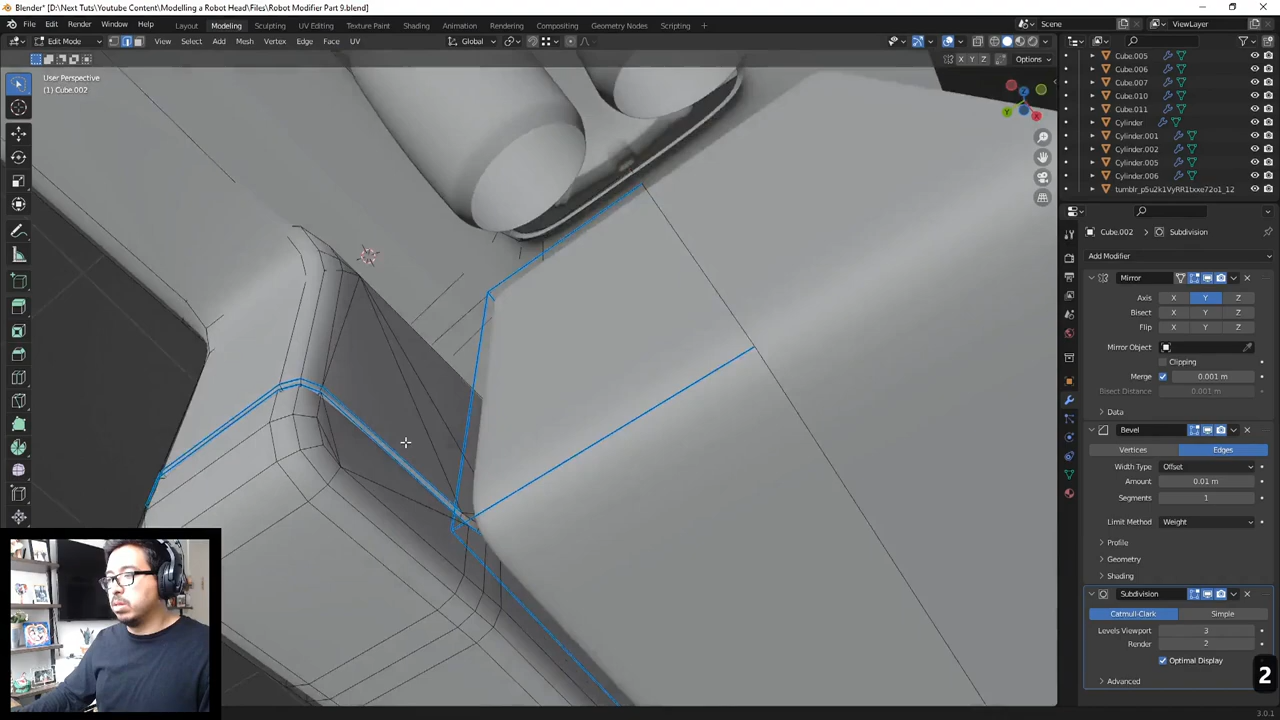 Blender* [D:\Next Tuts\Youtube Content\Modelling a Robot Head\Files\Robot Modifier Part 9.blend]
File Edit Render Window Help Layout Modeling Sculpting UV Editing Texture Paint Shading Animation Rendering Compositing Geometry Nodes Scripting + Scene ViewLayer
Edit Mode View Select Add Mesh Vertex Edge Face UV Global
X Y Z Options
User Perspective
(1) Cube.002
Cube.005
Cube.006
Cube.007
Cube.010
Cube.011
Cylinder
Cylinder.001
Cylinder.002
Cylinder.005
Cylinder.006
tumblr_p5u2k1VyRR1txxe72o1_12
Cube.002 > Subdivision
Add Modifier
Mirror
Axis X Y Z
Bisect X Y Z
Flip X Y Z
Mirror Object
Clipping
Merge 0.001 m
Bisect Distance 0.001 m
Data
Bevel
Vertices Edges
Width Type Offset
Amount 0.01 m
Segments 1
Limit Method Weight
Profile
Geometry
Shading
Subdivision
Catmull-Clark Simple
Levels Viewport 3
Render 2
Optimal Display
Advanced
2
3.0.1